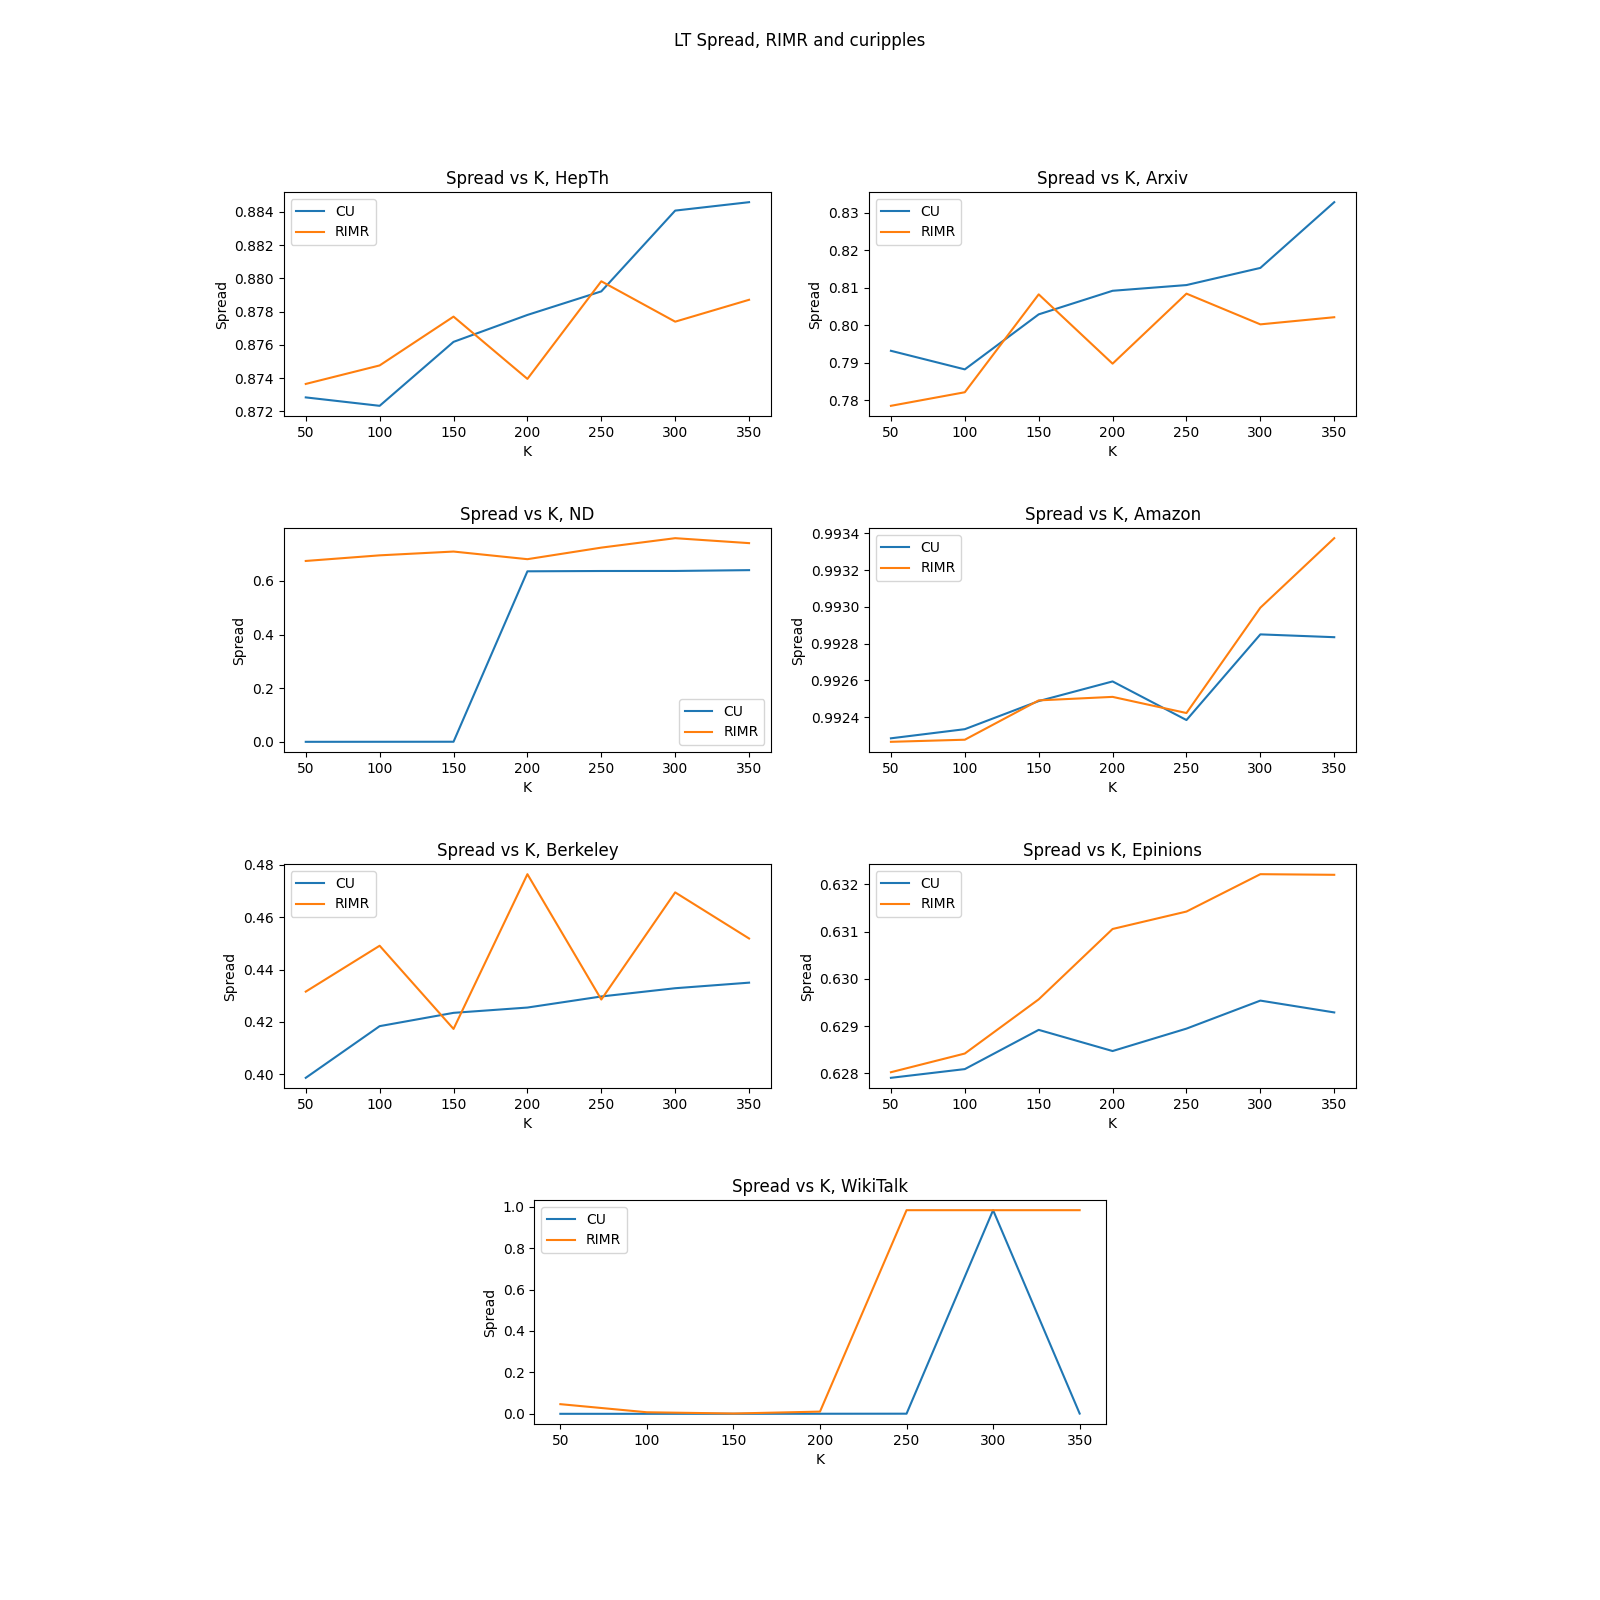 LT Spread, RIMR and curipples
Spread vs K, HepTh
CU
RIMR
Spread
0.884
0.882
0.880
0.878
0.876
0.874
0.872
50 100 150 200 250 300 350
K
Spread vs K, Arxiv
CU
RIMR
Spread
0.83
0.82
0.81
0.80
0.79
0.78
50 100 150 200 250 300 350
K
Spread vs K, ND
Spread
0.6
0.4
0.2
0.0
CU
RIMR
50 100 150 200 250 300 350
K
Spread vs K, Amazon
CU
RIMR
Spread
0.9934
0.9932
0.9930
0.9928
0.9926
0.9924
50 100 150 200 250 300 350
K
Spread vs K, Berkeley
CU
RIMR
Spread
0.48
0.46
0.44
0.42
0.40
50 100 150 200 250 300 350
K
Spread vs K, Epinions
CU
RIMR
Spread
0.632
0.631
0.630
0.629
0.628
50 100 150 200 250 300 350
K
Spread vs K, WikiTalk
CU
RIMR
Spread
1.0
0.8
0.6
0.4
0.2
0.0
50 100 150 200 250 300 350
K